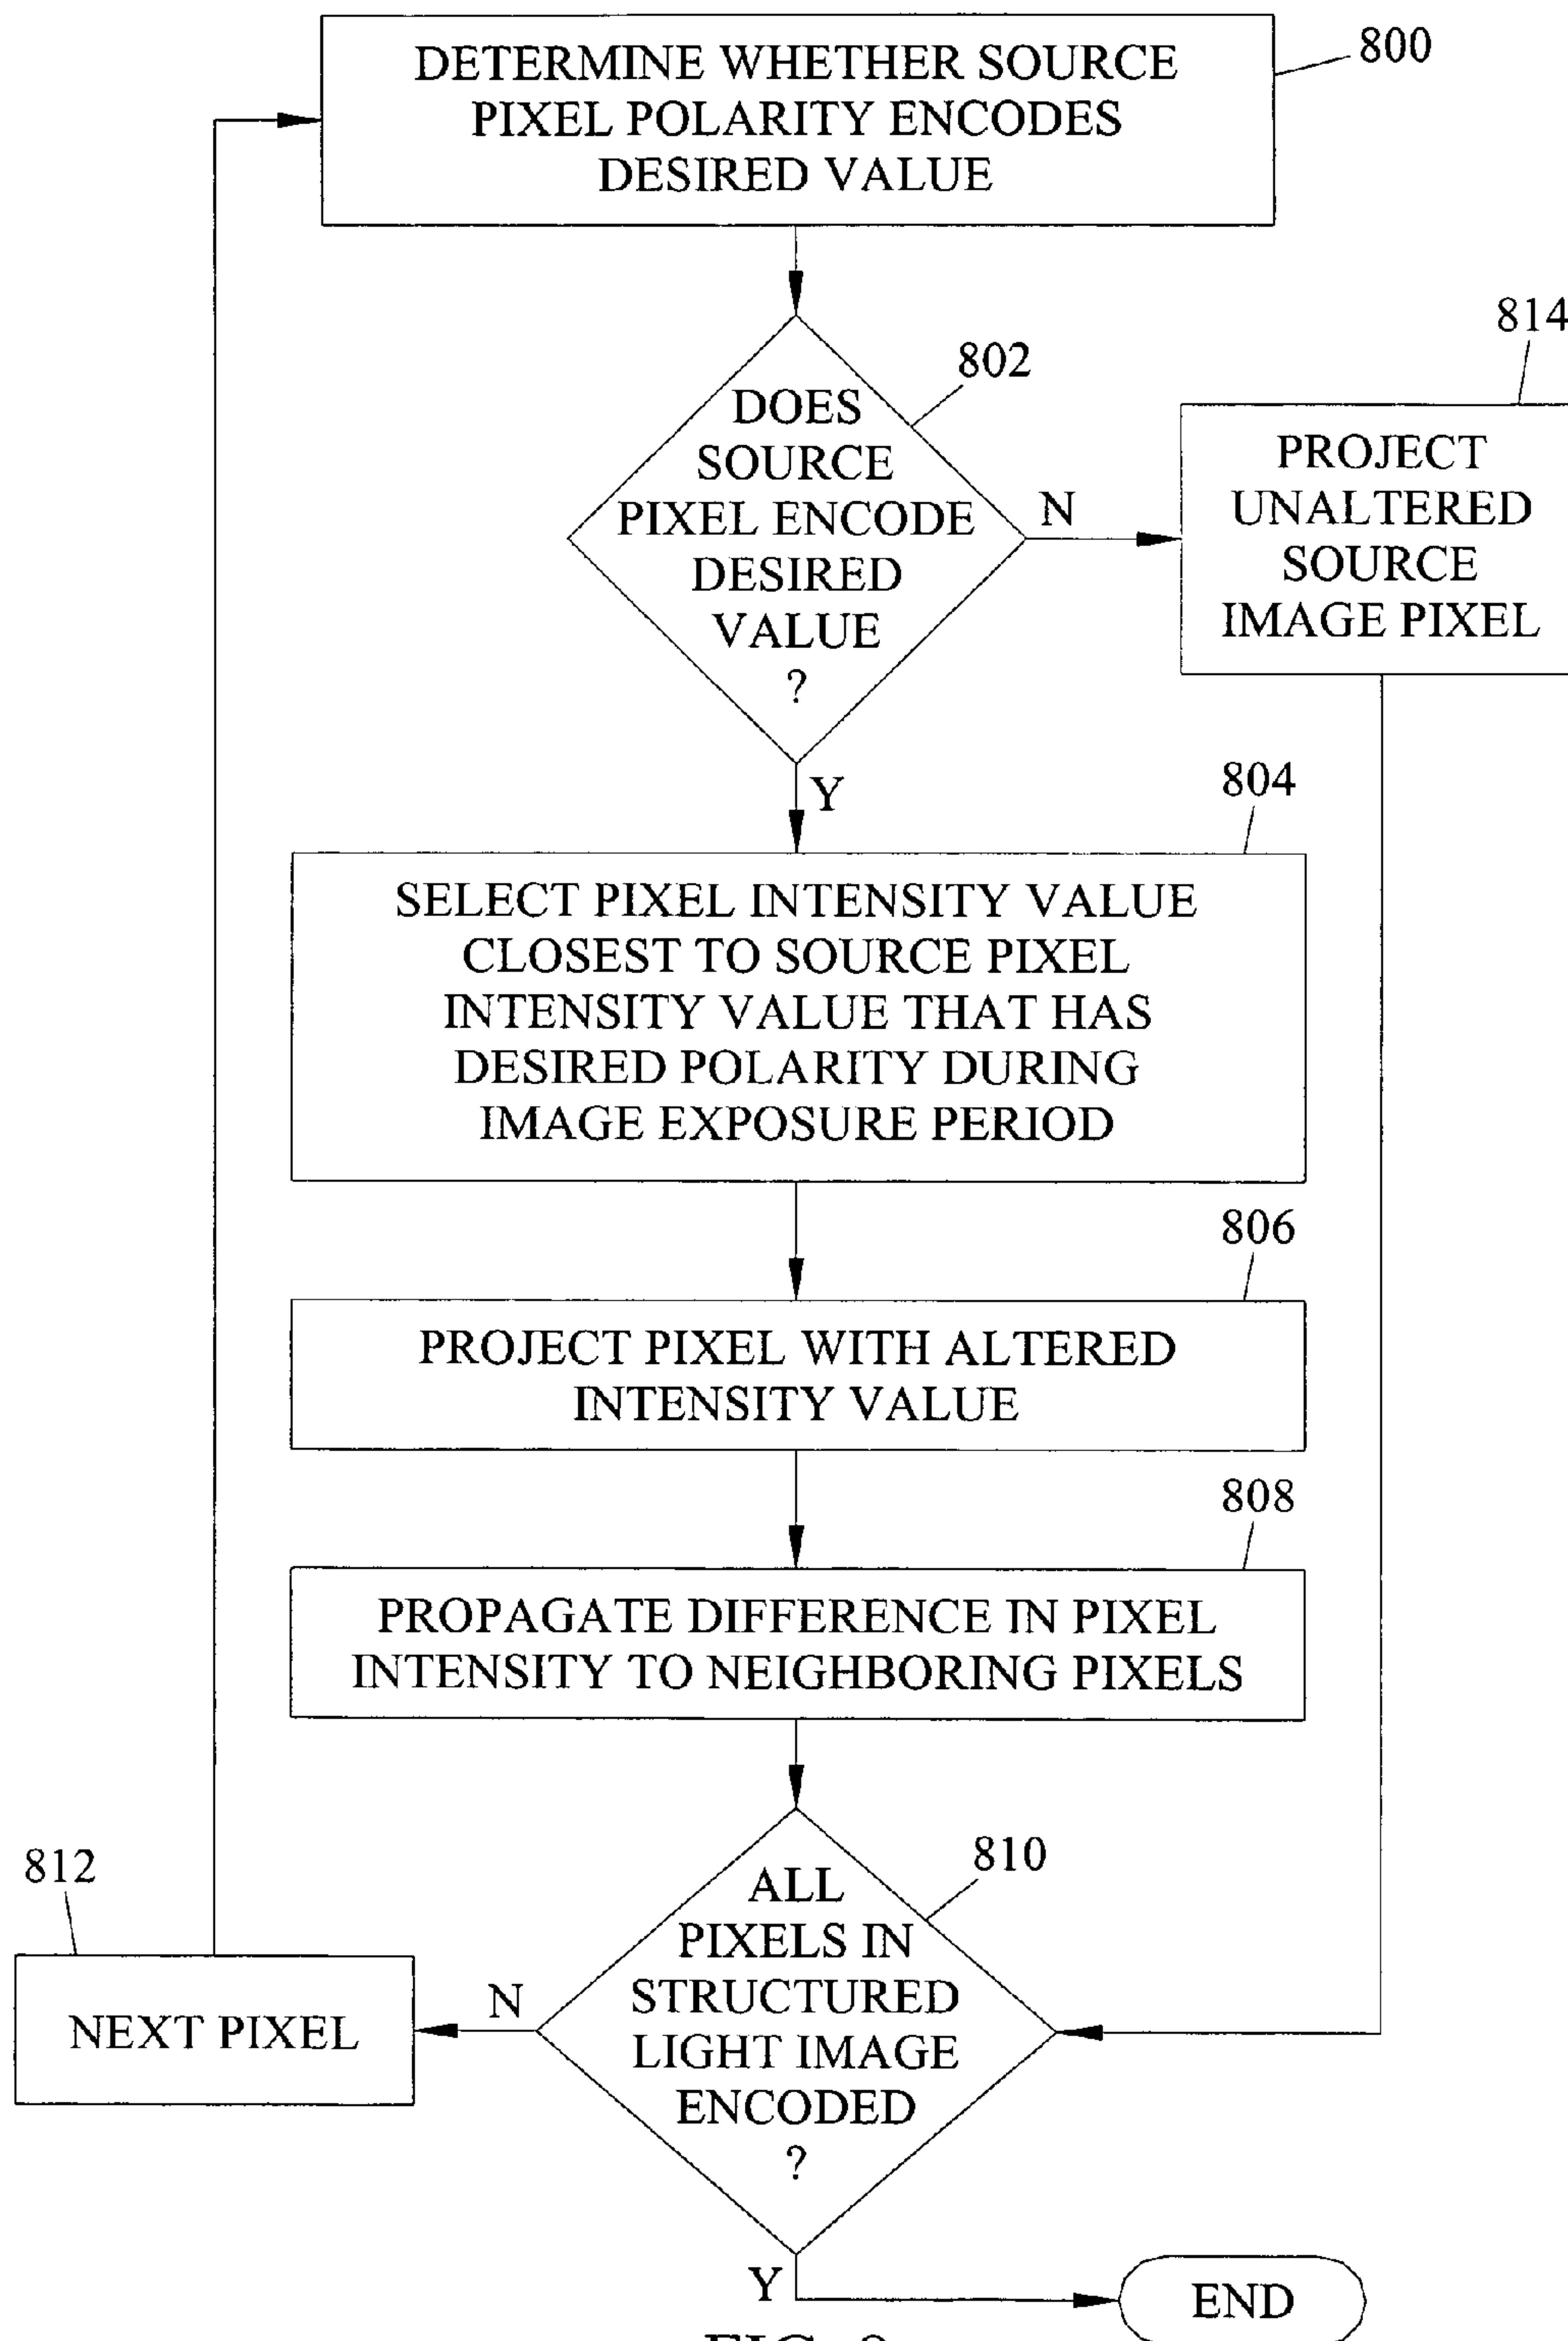 DETERMINE WHETHER SOURCE
PIXEL POLARITY ENCODES
DESIRED VALUE
800
802
DOES
SOURCE
PIXEL ENCODE
DESIRED
VALUE
?
N
814
PROJECT
UNALTERED
SOURCE
IMAGE PIXEL
Y
804
SELECT PIXEL INTENSITY VALUE
CLOSEST TO SOURCE PIXEL
INTENSITY VALUE THAT HAS
DESIRED POLARITY DURING
IMAGE EXPOSURE PERIOD
806
PROJECT PIXEL WITH ALTERED
INTENSITY VALUE
808
PROPAGATE DIFFERENCE IN PIXEL
INTENSITY TO NEIGHBORING PIXELS
810
ALL
PIXELS IN
STRUCTURED
LIGHT IMAGE
ENCODED
?
N
812
NEXT PIXEL
Y
END